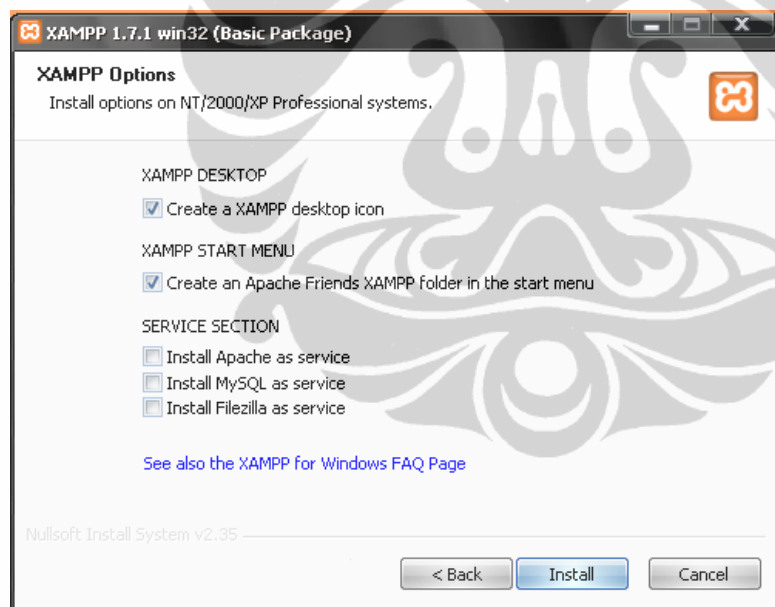 XAMPP 1.7.1 win32 (Basic Package)
XAMPP Options
Install options on NT/2000/XP Professional systems.
XAMPP DESKTOP
Create a XAMPP desktop icon
XAMPP START MENU
Create an Apache Friends XAMPP folder in the start menu
SERVICE SECTION
Install Apache as service
Install MySQL as service
Install Filezilla as service
See also the XAMPP for Windows FAQ Page
Nullsoft Install System v2.35
< Back Install Cancel